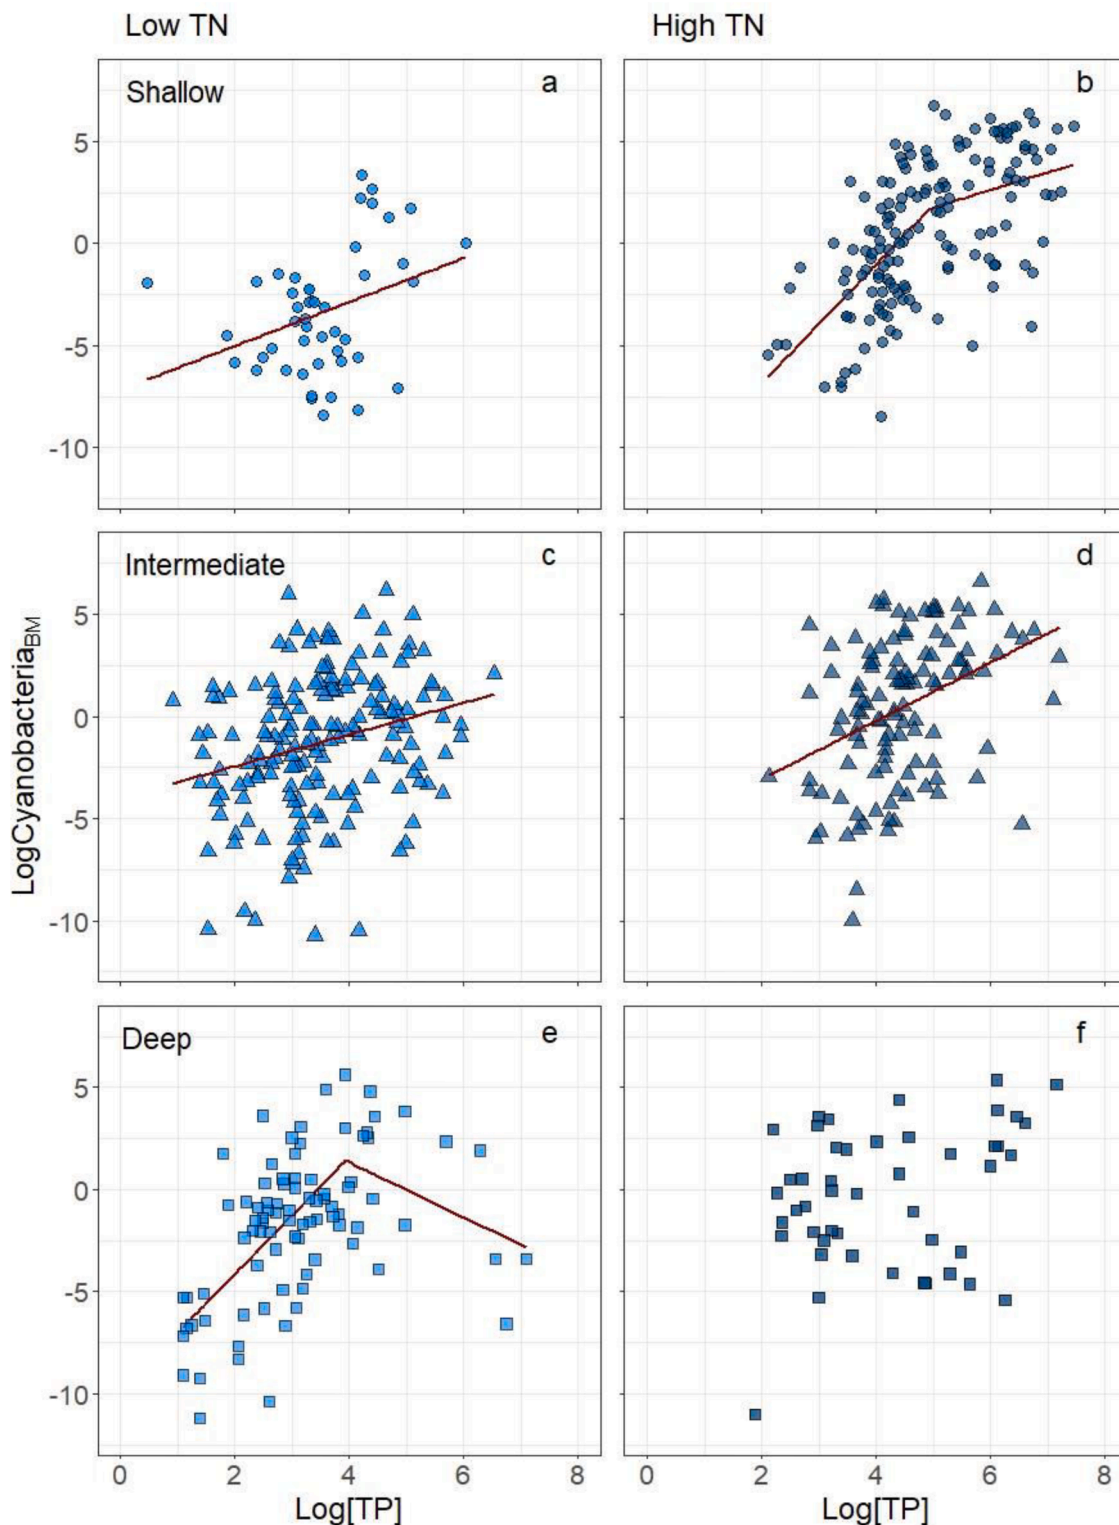 Low TN
High TN
Shallow
a
b
5
0
-5
-10
Intermediate
c
d
5
0
-5
-10
LogCyanobacteriaBM
Deep
e
f
5
0
-5
-10
0 2 4 6 8
0 2 4 6 8
Log[TP]
Log[TP]